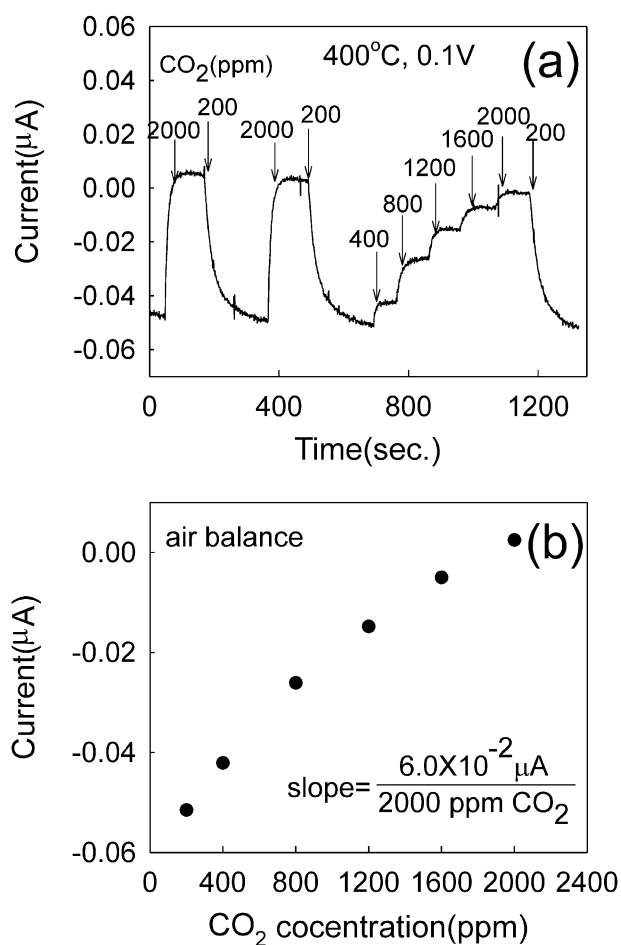 0.06
0.04
0.02
0.00
-0.02
-0.04
-0.06
Current(μA)
CO2(ppm)
400°C, 0.1V
(a)
2000
200
2000
200
400
800
1200
1600
2000
200
0
400
800
1200
Time(sec.)
0.00
-0.02
-0.04
-0.06
Current(μA)
air balance
(b)
slope= 6.0X10-2μA
2000 ppm CO2
0
400
800
1200
1600
2000
2400
CO2 cocentration(ppm)